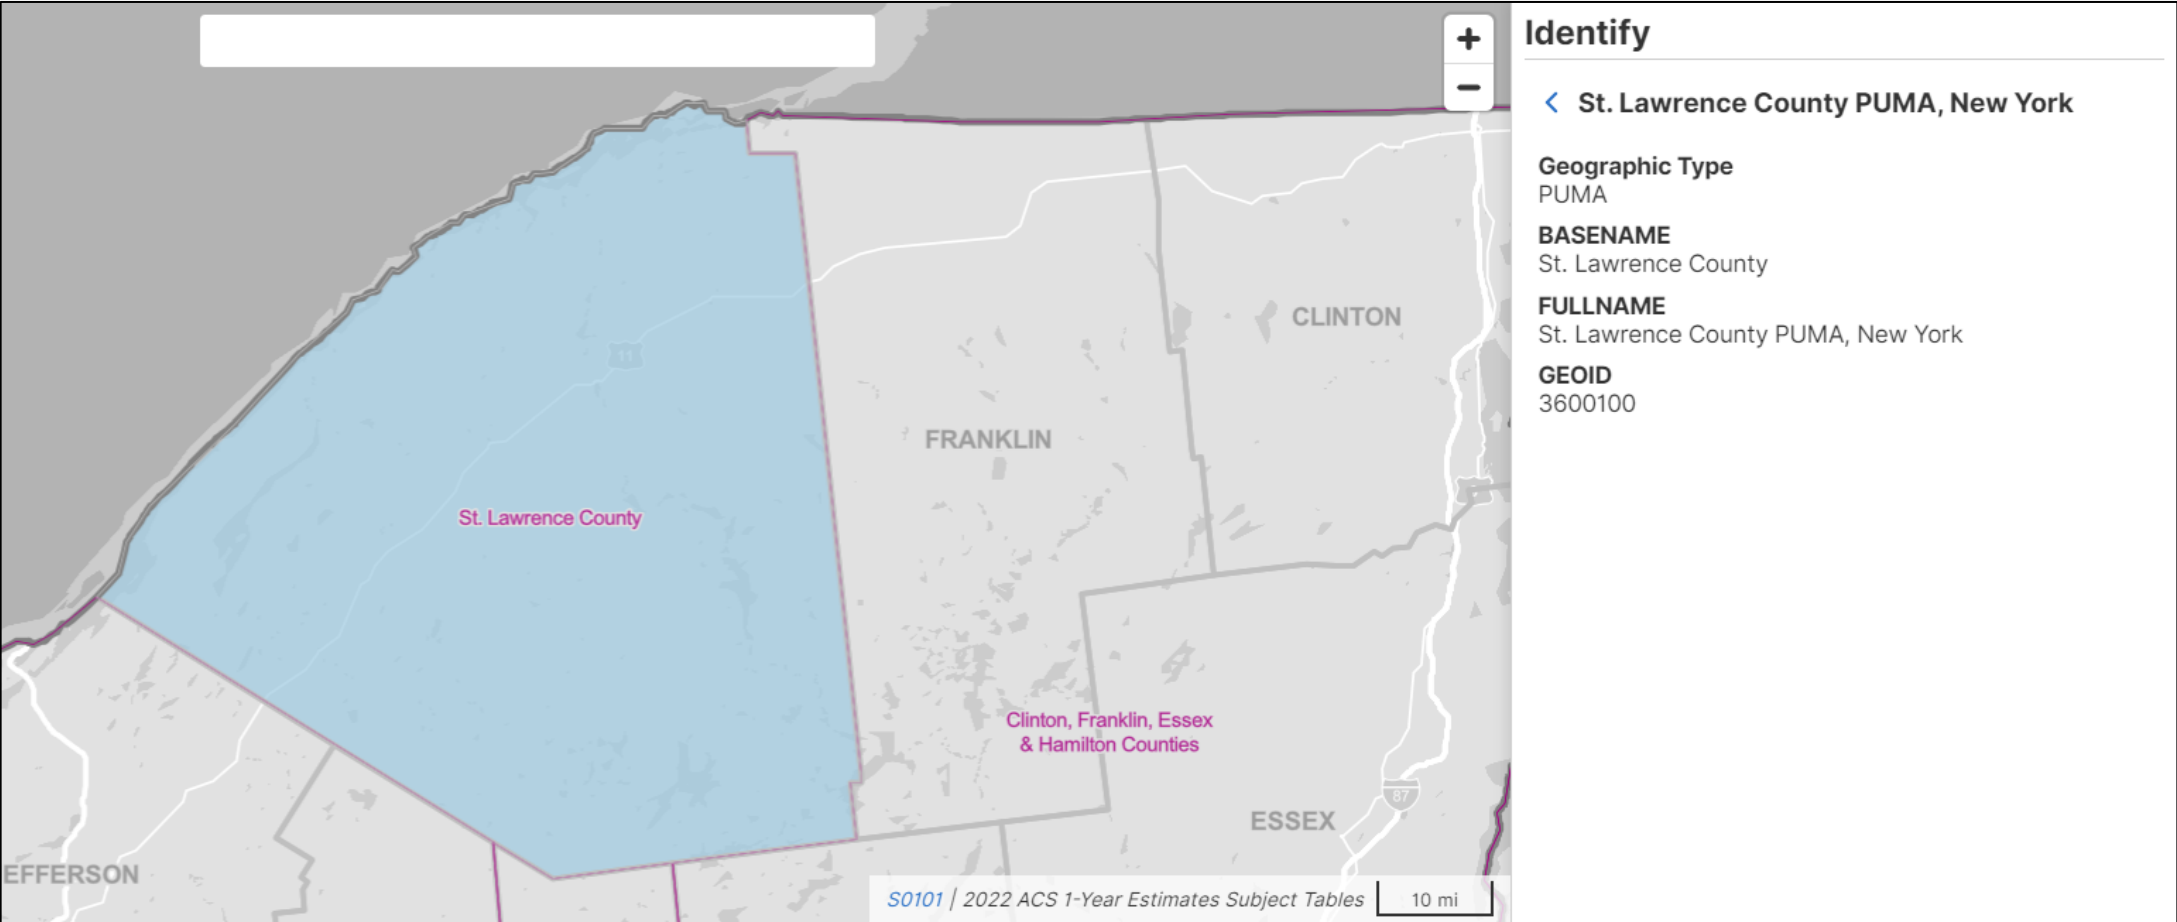 Identify
St. Lawrence County PUMA, New York
Geographic Type
PUMA
BASENAME
St. Lawrence County
FULLNAME
St. Lawrence County PUMA, New York
GEOID
3600100
+
−
CLINTON
11
FRANKLIN
St. Lawrence County
Clinton, Franklin, Essex
& Hamilton Counties
87
ESSEX
EFFERSON
S0101 | 2022 ACS 1-Year Estimates Subject Tables
10 mi